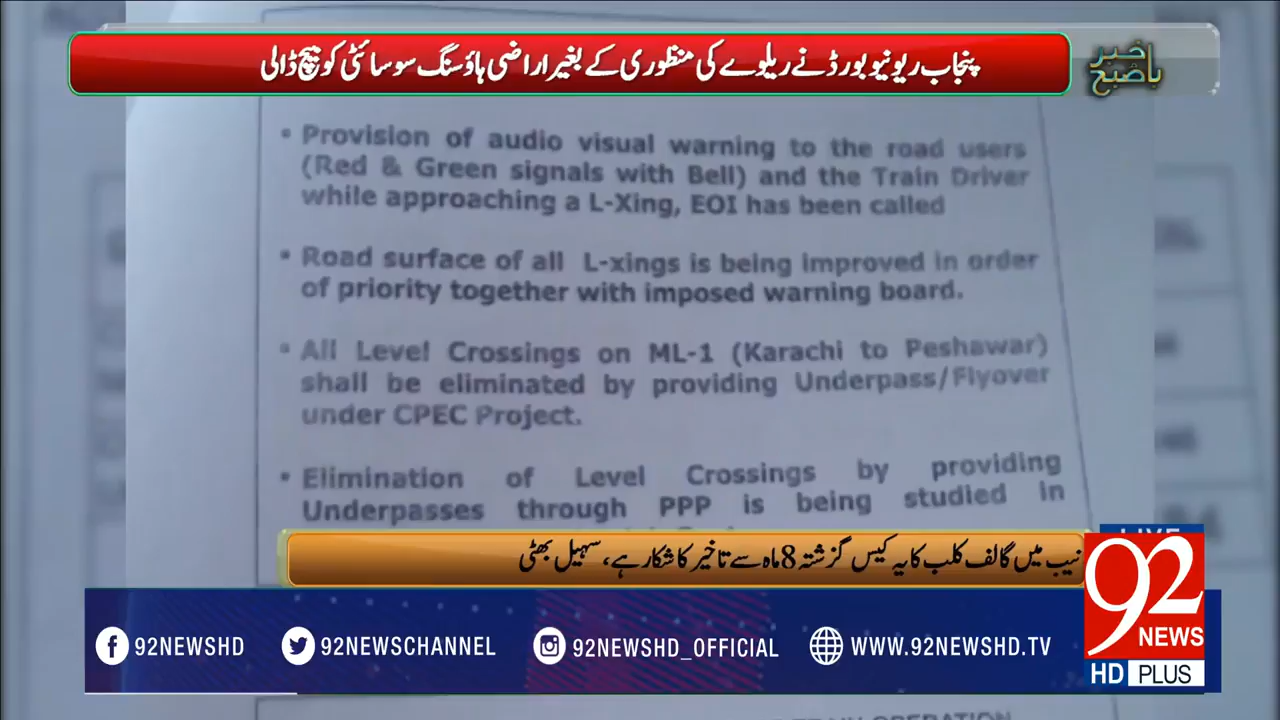 پنجاب ریونیو بورڈ نے ریلوے کی منظوری کے بغیر اراضی ہاؤسنگ سوسائٹی کو بیچ ڈالی
باخبر صبح
• Provision of audio visual warning to the road users
(Red & Green signals with Bell) and the Train Driver
while approaching a L-Xing, EOI has been called
• Road surface of all L-xings is being improved in order
of priority together with imposed warning board.
• All Level Crossings on ML-1 (Karachi to Peshawar)
shall be eliminated by providing Underpass/Flyover
under CPEC Project.
• Elimination of Level Crossings by providing
Underpasses through PPP is being studied in
نیب میں گالف کلب کا یہ کیس گزشتہ 8 ماہ سے تاخیر کا شکار ہے، سہیل بھٹی
LIVE
92
NEWS
HD PLUS
92NEWSHD
92NEWSCHANNEL
92NEWSHD_OFFICIAL
WWW.92NEWSHD.TV